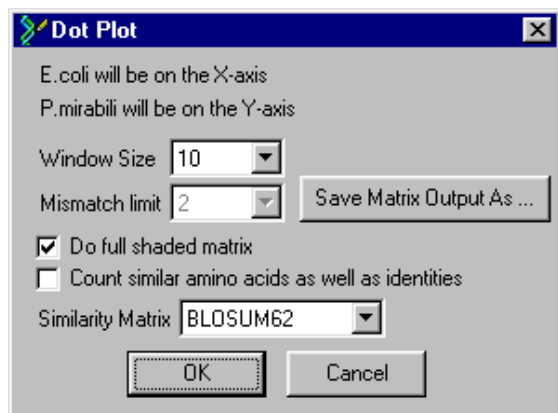 Dot Plot
E.coli will be on the X-axis
P.mirabili will be on the Y-axis
Window Size 10
Mismatch limit 2 Save Matrix Output As ...
Do full shaded matrix
Count similar amino acids as well as identities
Similarity Matrix BLOSUM62
OK Cancel